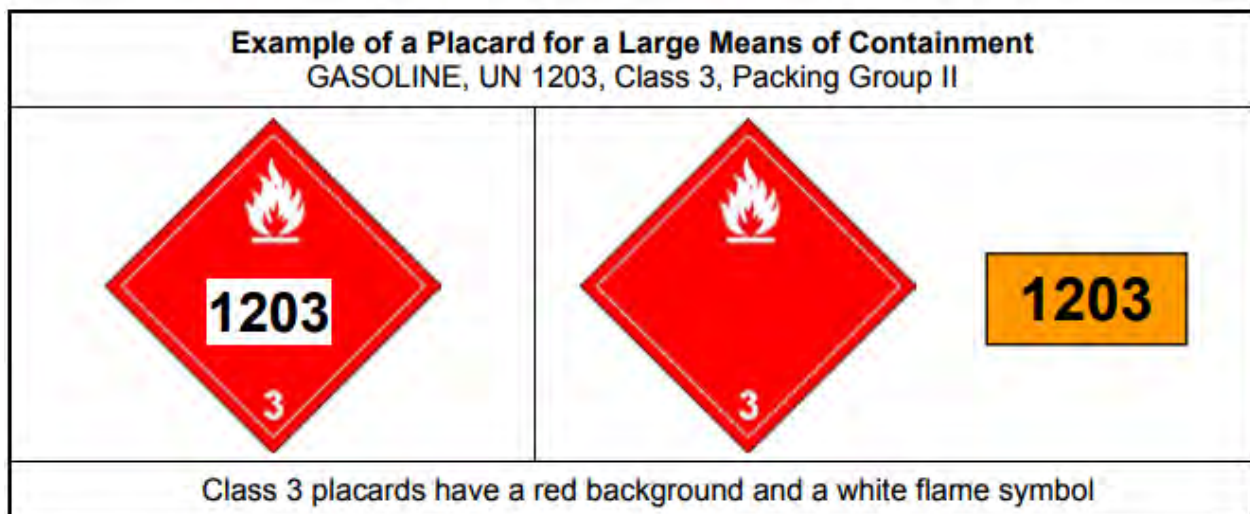 Example of a Placard for a Large Means of Containment
GASOLINE, UN 1203, Class 3, Packing Group II
1203
3
3
1203
Class 3 placards have a red background and a white flame symbol